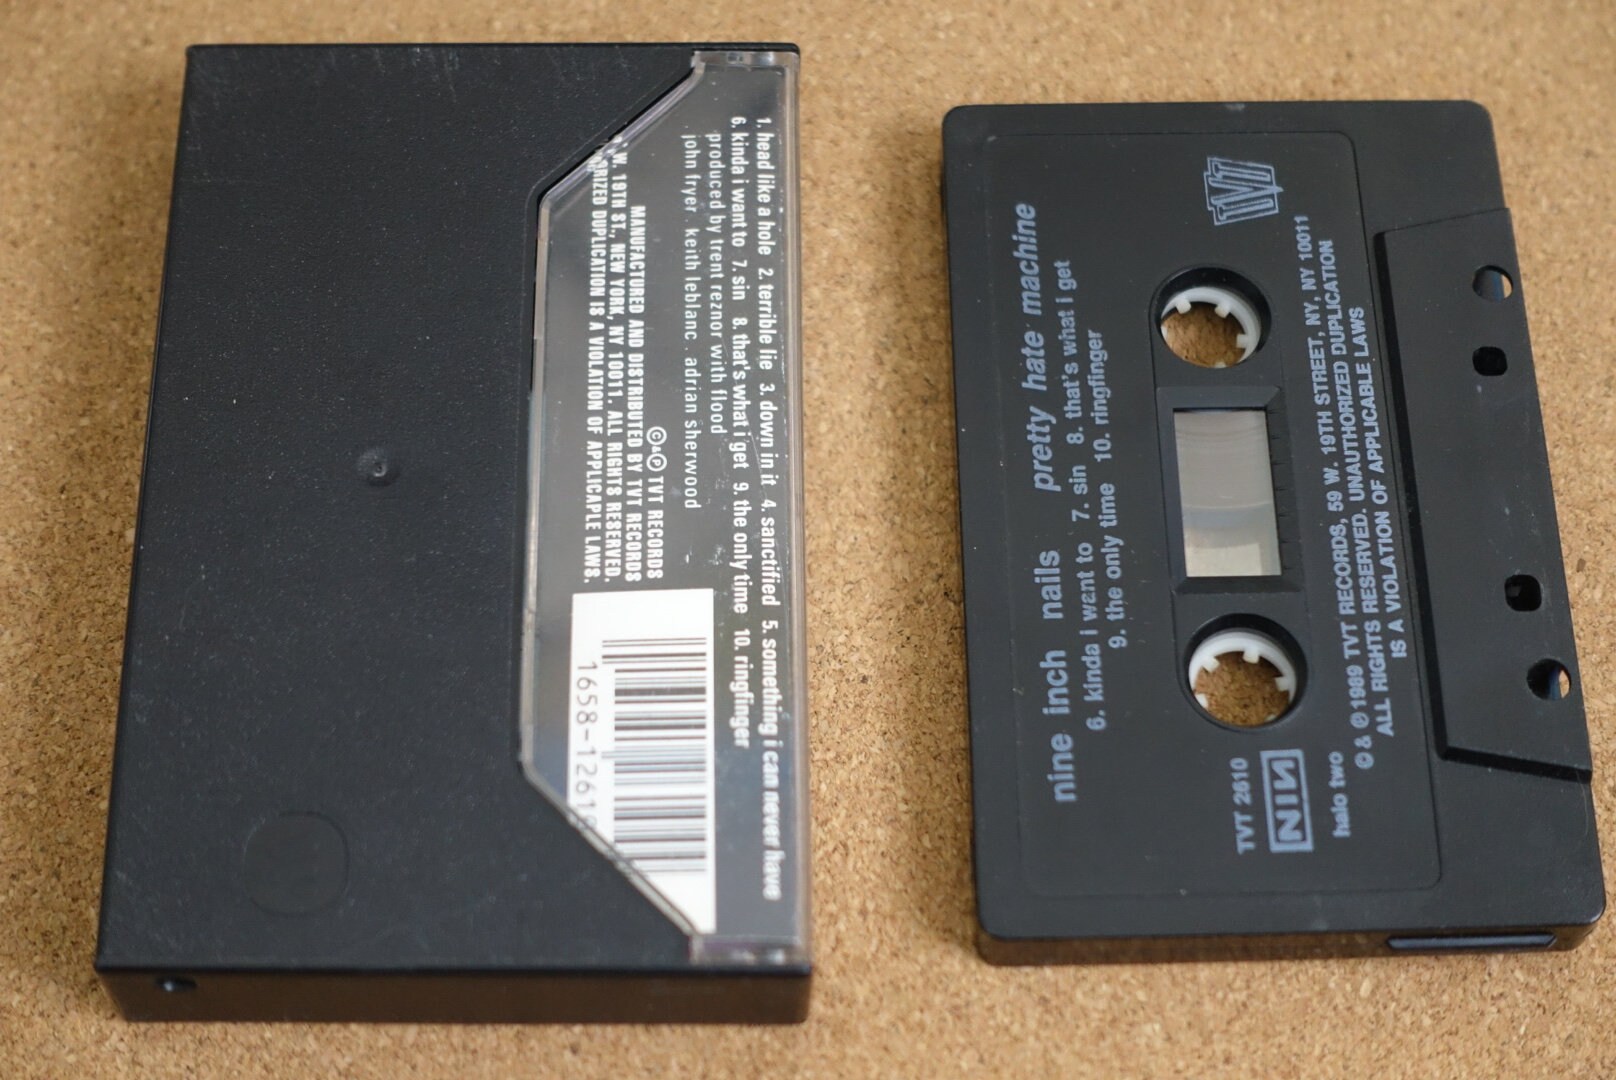 1. head like a hole 2. terrible lie 3. down in it 4. sanctified 5. something i can never have
6. kinda i want to 7. sin 8. that's what i get 9. the only time 10. ringfinger
produced by trent reznor with flood
john fryer . keith leblanc . adrian sherwood
©&℗ TVT RECORDS
MANUFACTURED AND DISTRIBUTED BY TVT RECORDS
W. 19TH ST., NEW YORK, NY 10011. ALL RIGHTS RESERVED.
DUPLICATION IS A VIOLATION OF APPLICAPLE LAWS.
1658-1261
TVT
nine inch nails pretty hate machine
6. kinda i want to 7. sin 8. that's what i get
9. the only time 10. ringfinger
TVT 2610
NIN
halo two
© & ℗ 1989 TVT RECORDS, 59 W. 19TH STREET, NY, NY 10011
ALL RIGHTS RESERVED. UNAUTHORIZED DUPLICATION
IS A VIOLATION OF APPLICABLE LAWS